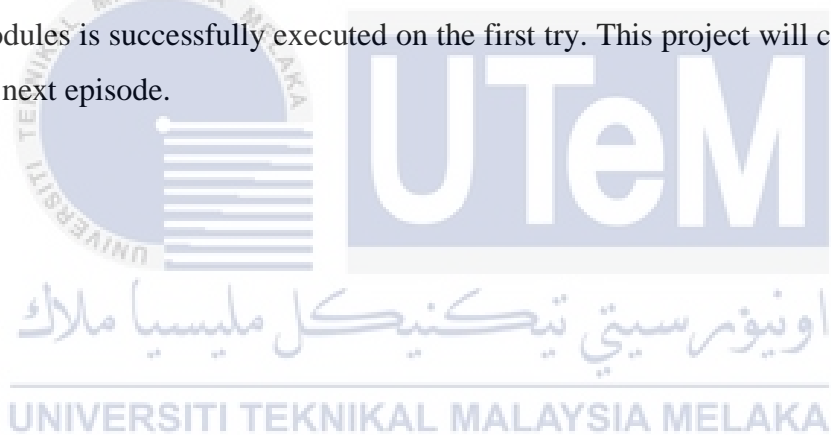 odules is successfully executed on the first try. This project will c
next episode.
UTeM
اونيۏرسيتي تيكنيكل مليسيا ملاك
UNIVERSITI TEKNIKAL MALAYSIA MELAKA